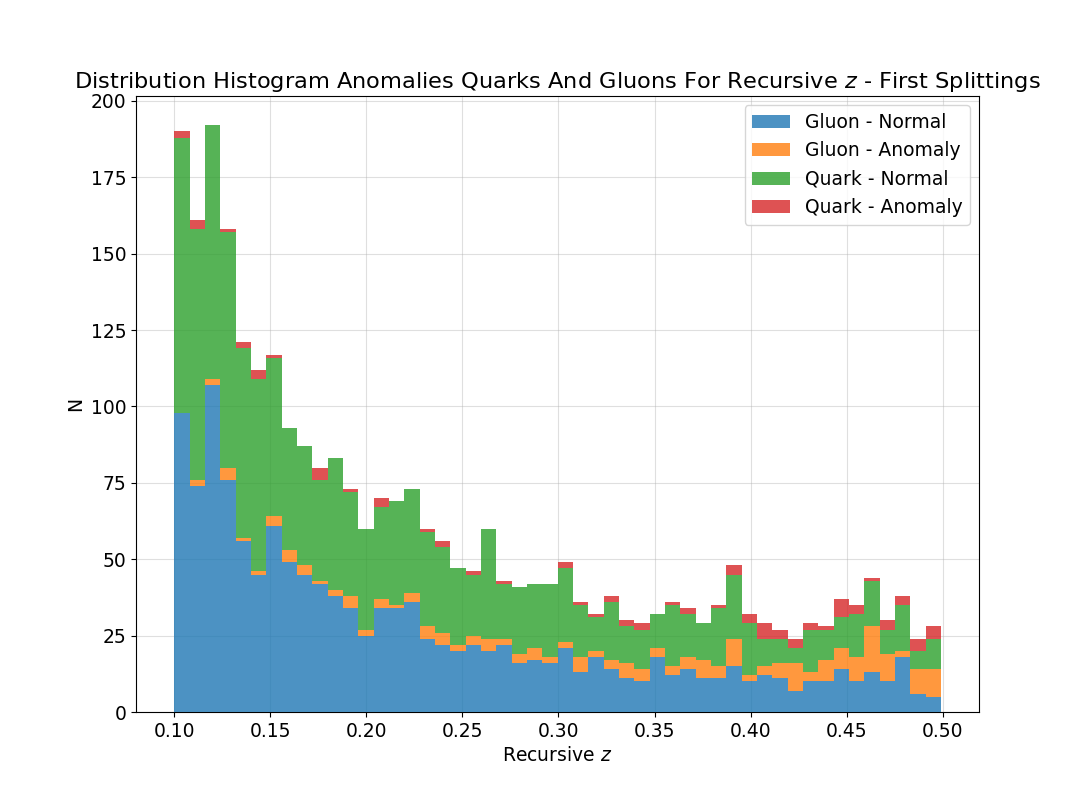 Distribution Histogram Anomalies Quarks And Gluons For Recursive z - First Splittings
200
175
150
125
100
75
50
25
0
N
Gluon - Normal
Gluon - Anomaly
Quark - Normal
Quark - Anomaly
0.10 0.15 0.20 0.25 0.30 0.35 0.40 0.45 0.50
Recursive z